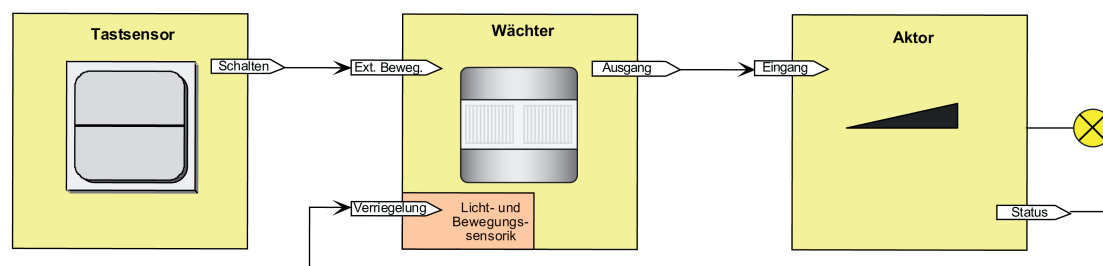 Tastsensor
Wächter
Aktor
Schalten
Ext. Beweg.
Ausgang
Eingang
Verriegelung
Licht- und
Bewegungs-
sensorik
Status